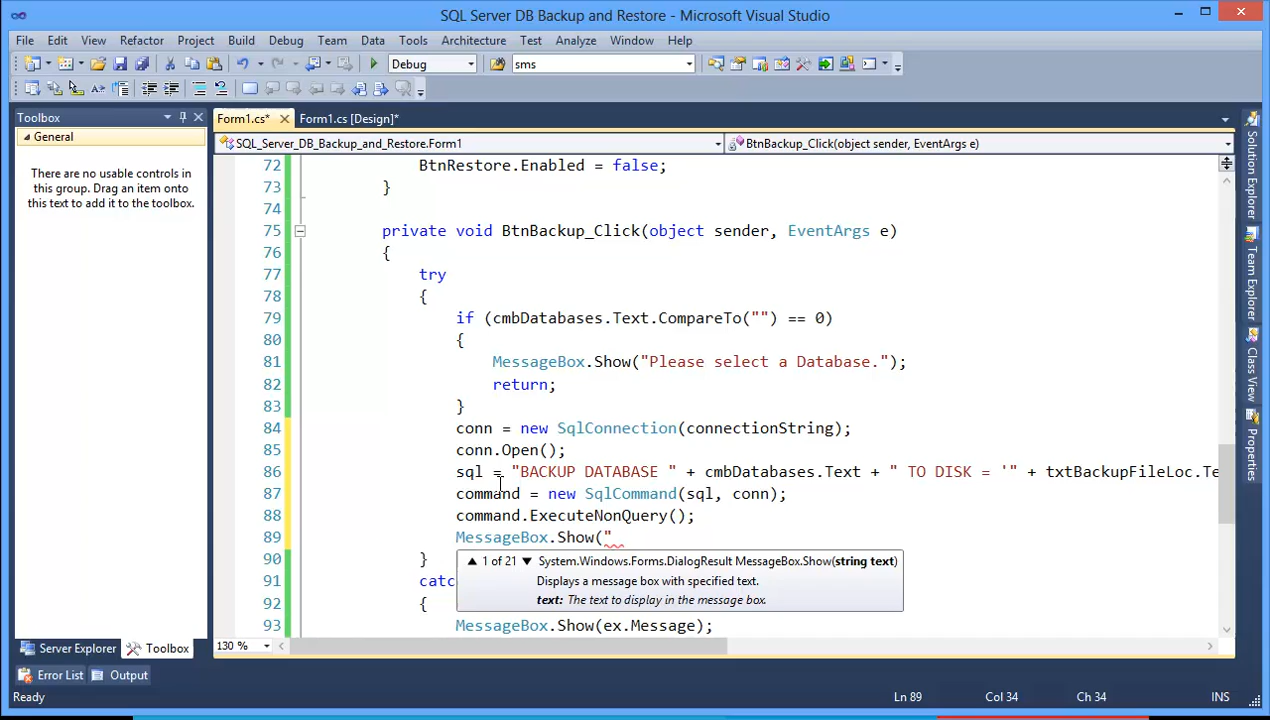 SQL Server DB Backup and Restore - Microsoft Visual Studio
File Edit View Refactor Project Build Debug Team Data Tools Architecture Test Analyze Window Help
Debug sms
Toolbox
Form1.cs* Form1.cs [Design]*
General
SQL_Server_DB_Backup_and_Restore.Form1 BtnBackup_Click(object sender, EventArgs e)
There are no usable controls in
this group. Drag an item onto
this text to add it to the toolbox.
72 BtnRestore.Enabled = false;
73 }
74
75 private void BtnBackup_Click(object sender, EventArgs e)
76 {
77 try
78 {
79 if (cmbDatabases.Text.CompareTo("") == 0)
80 {
81 MessageBox.Show("Please select a Database.");
82 return;
83 }
84 conn = new SqlConnection(connectionString);
85 conn.Open();
86 sql = "BACKUP DATABASE " + cmbDatabases.Text + " TO DISK = '" + txtBackupFileLoc.Te
87 command = new SqlCommand(sql, conn);
88 command.ExecuteNonQuery();
89 MessageBox.Show("
90 }
1 of 21 System.Windows.Forms.DialogResult MessageBox.Show(string text)
Displays a message box with specified text.
text: The text to display in the message box.
91 catc
92 {
93 MessageBox.Show(ex.Message);
130 %
Server Explorer Toolbox
Error List Output
Ready Ln 89 Col 34 Ch 34 INS
Solution Explorer
Team Explorer
Class View
Properties